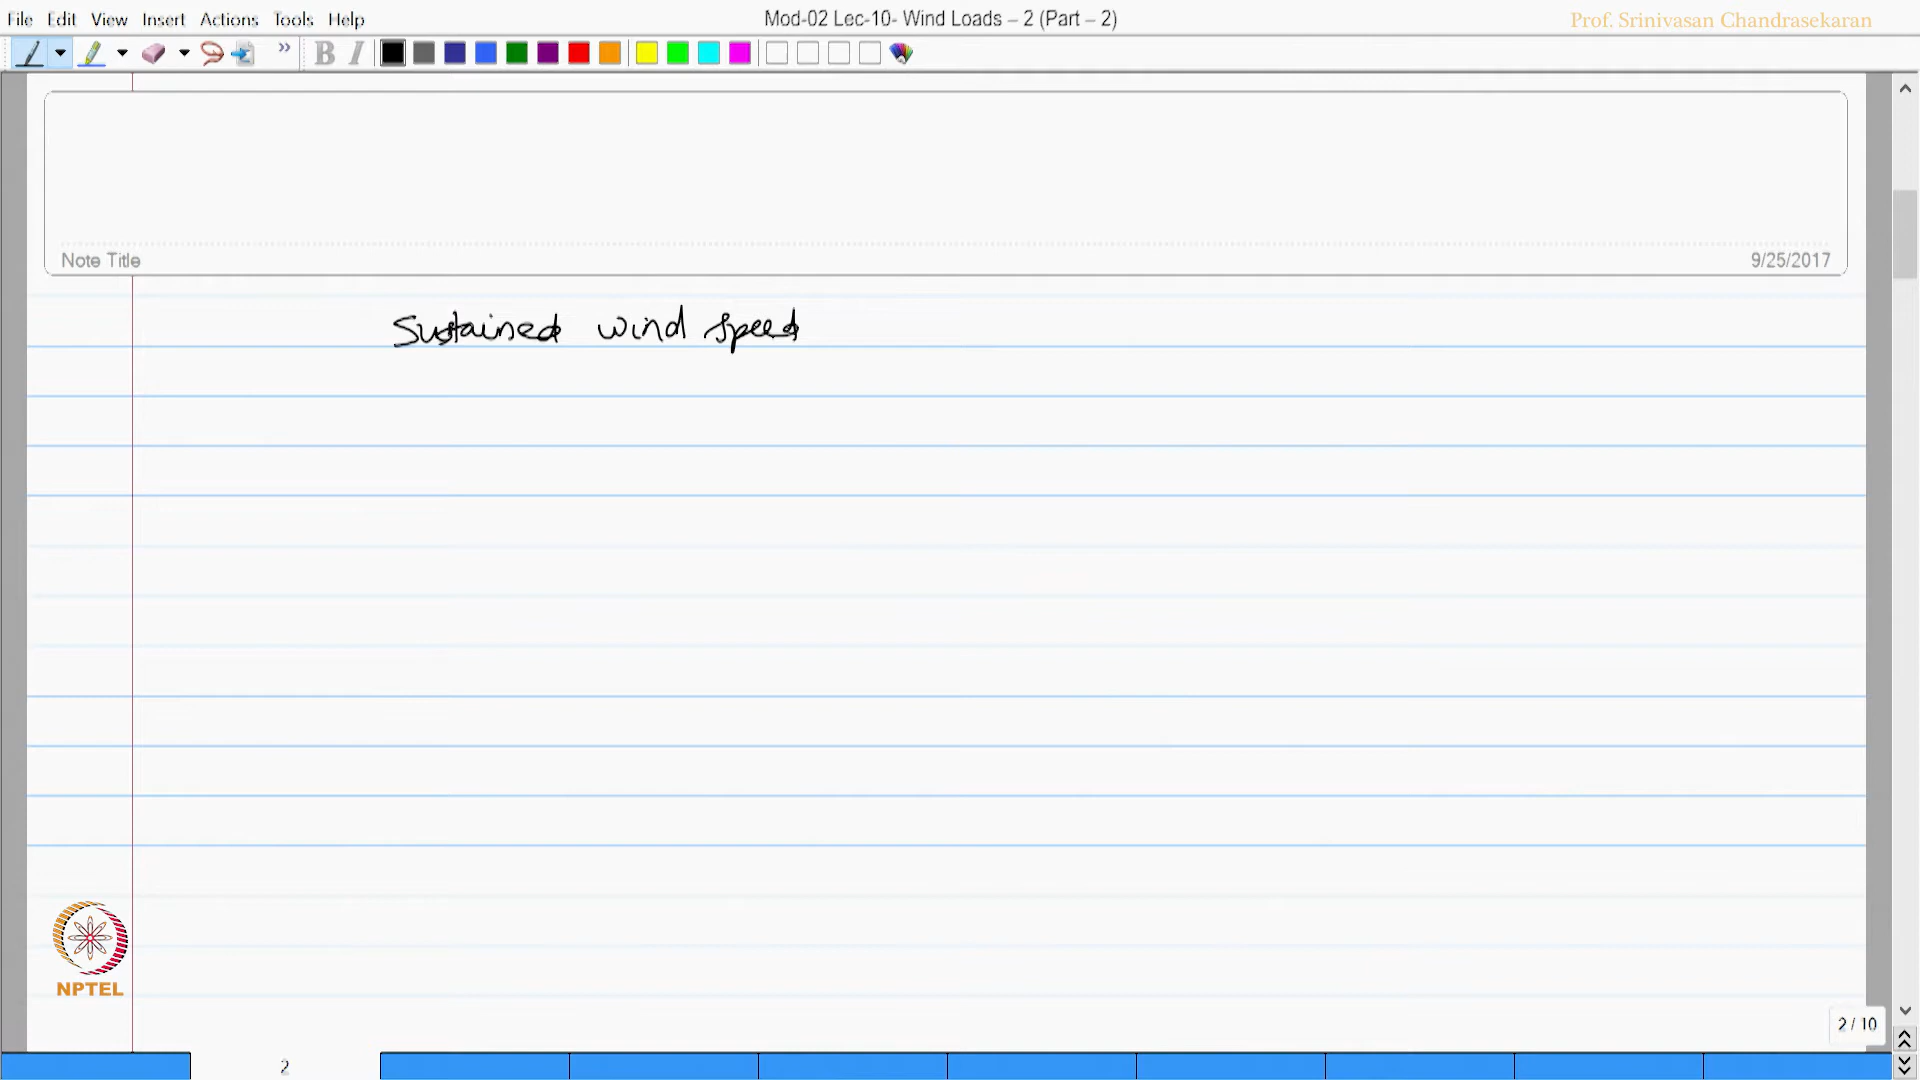 File Edit View Insert Actions Tools Help
Mod-02 Lec-10- Wind Loads – 2 (Part – 2)
Prof. Srinivasan Chandrasekaran
» B I
Note Title
9/25/2017
Sustained wind speed
NPTEL
2 / 10
2